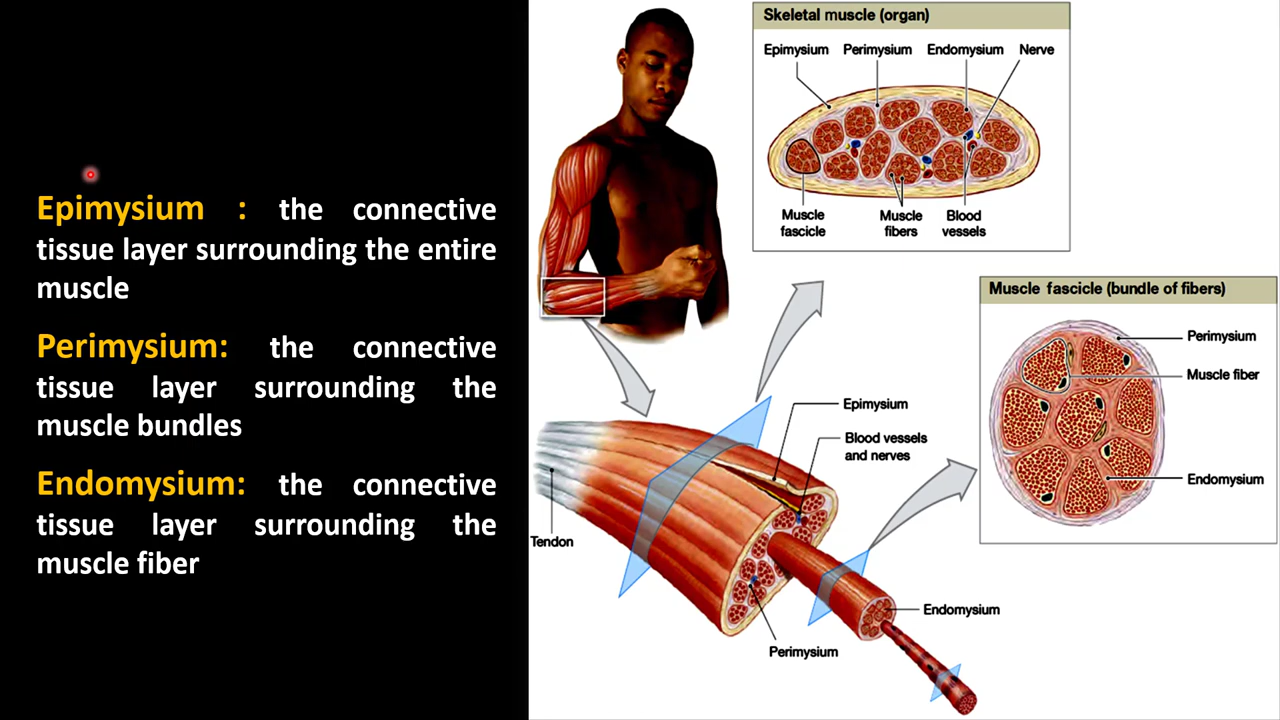 Epimysium : the connective
tissue layer surrounding the entire
muscle
Perimysium: the connective
tissue layer surrounding the
muscle bundles
Endomysium: the connective
tissue layer surrounding the
muscle fiber
Skeletal muscle (organ)
Epimysium Perimysium Endomysium Nerve
Muscle
fascicle
Muscle
fibers
Blood
vessels
Muscle fascicle (bundle of fibers)
Perimysium
Muscle fiber
Endomysium
Epimysium
Blood vessels
and nerves
Tendon
Endomysium
Perimysium